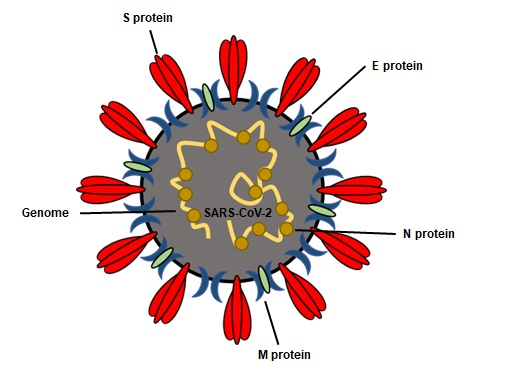 S protein
E protein
Genome
SARS-CoV-2
N protein
M protein